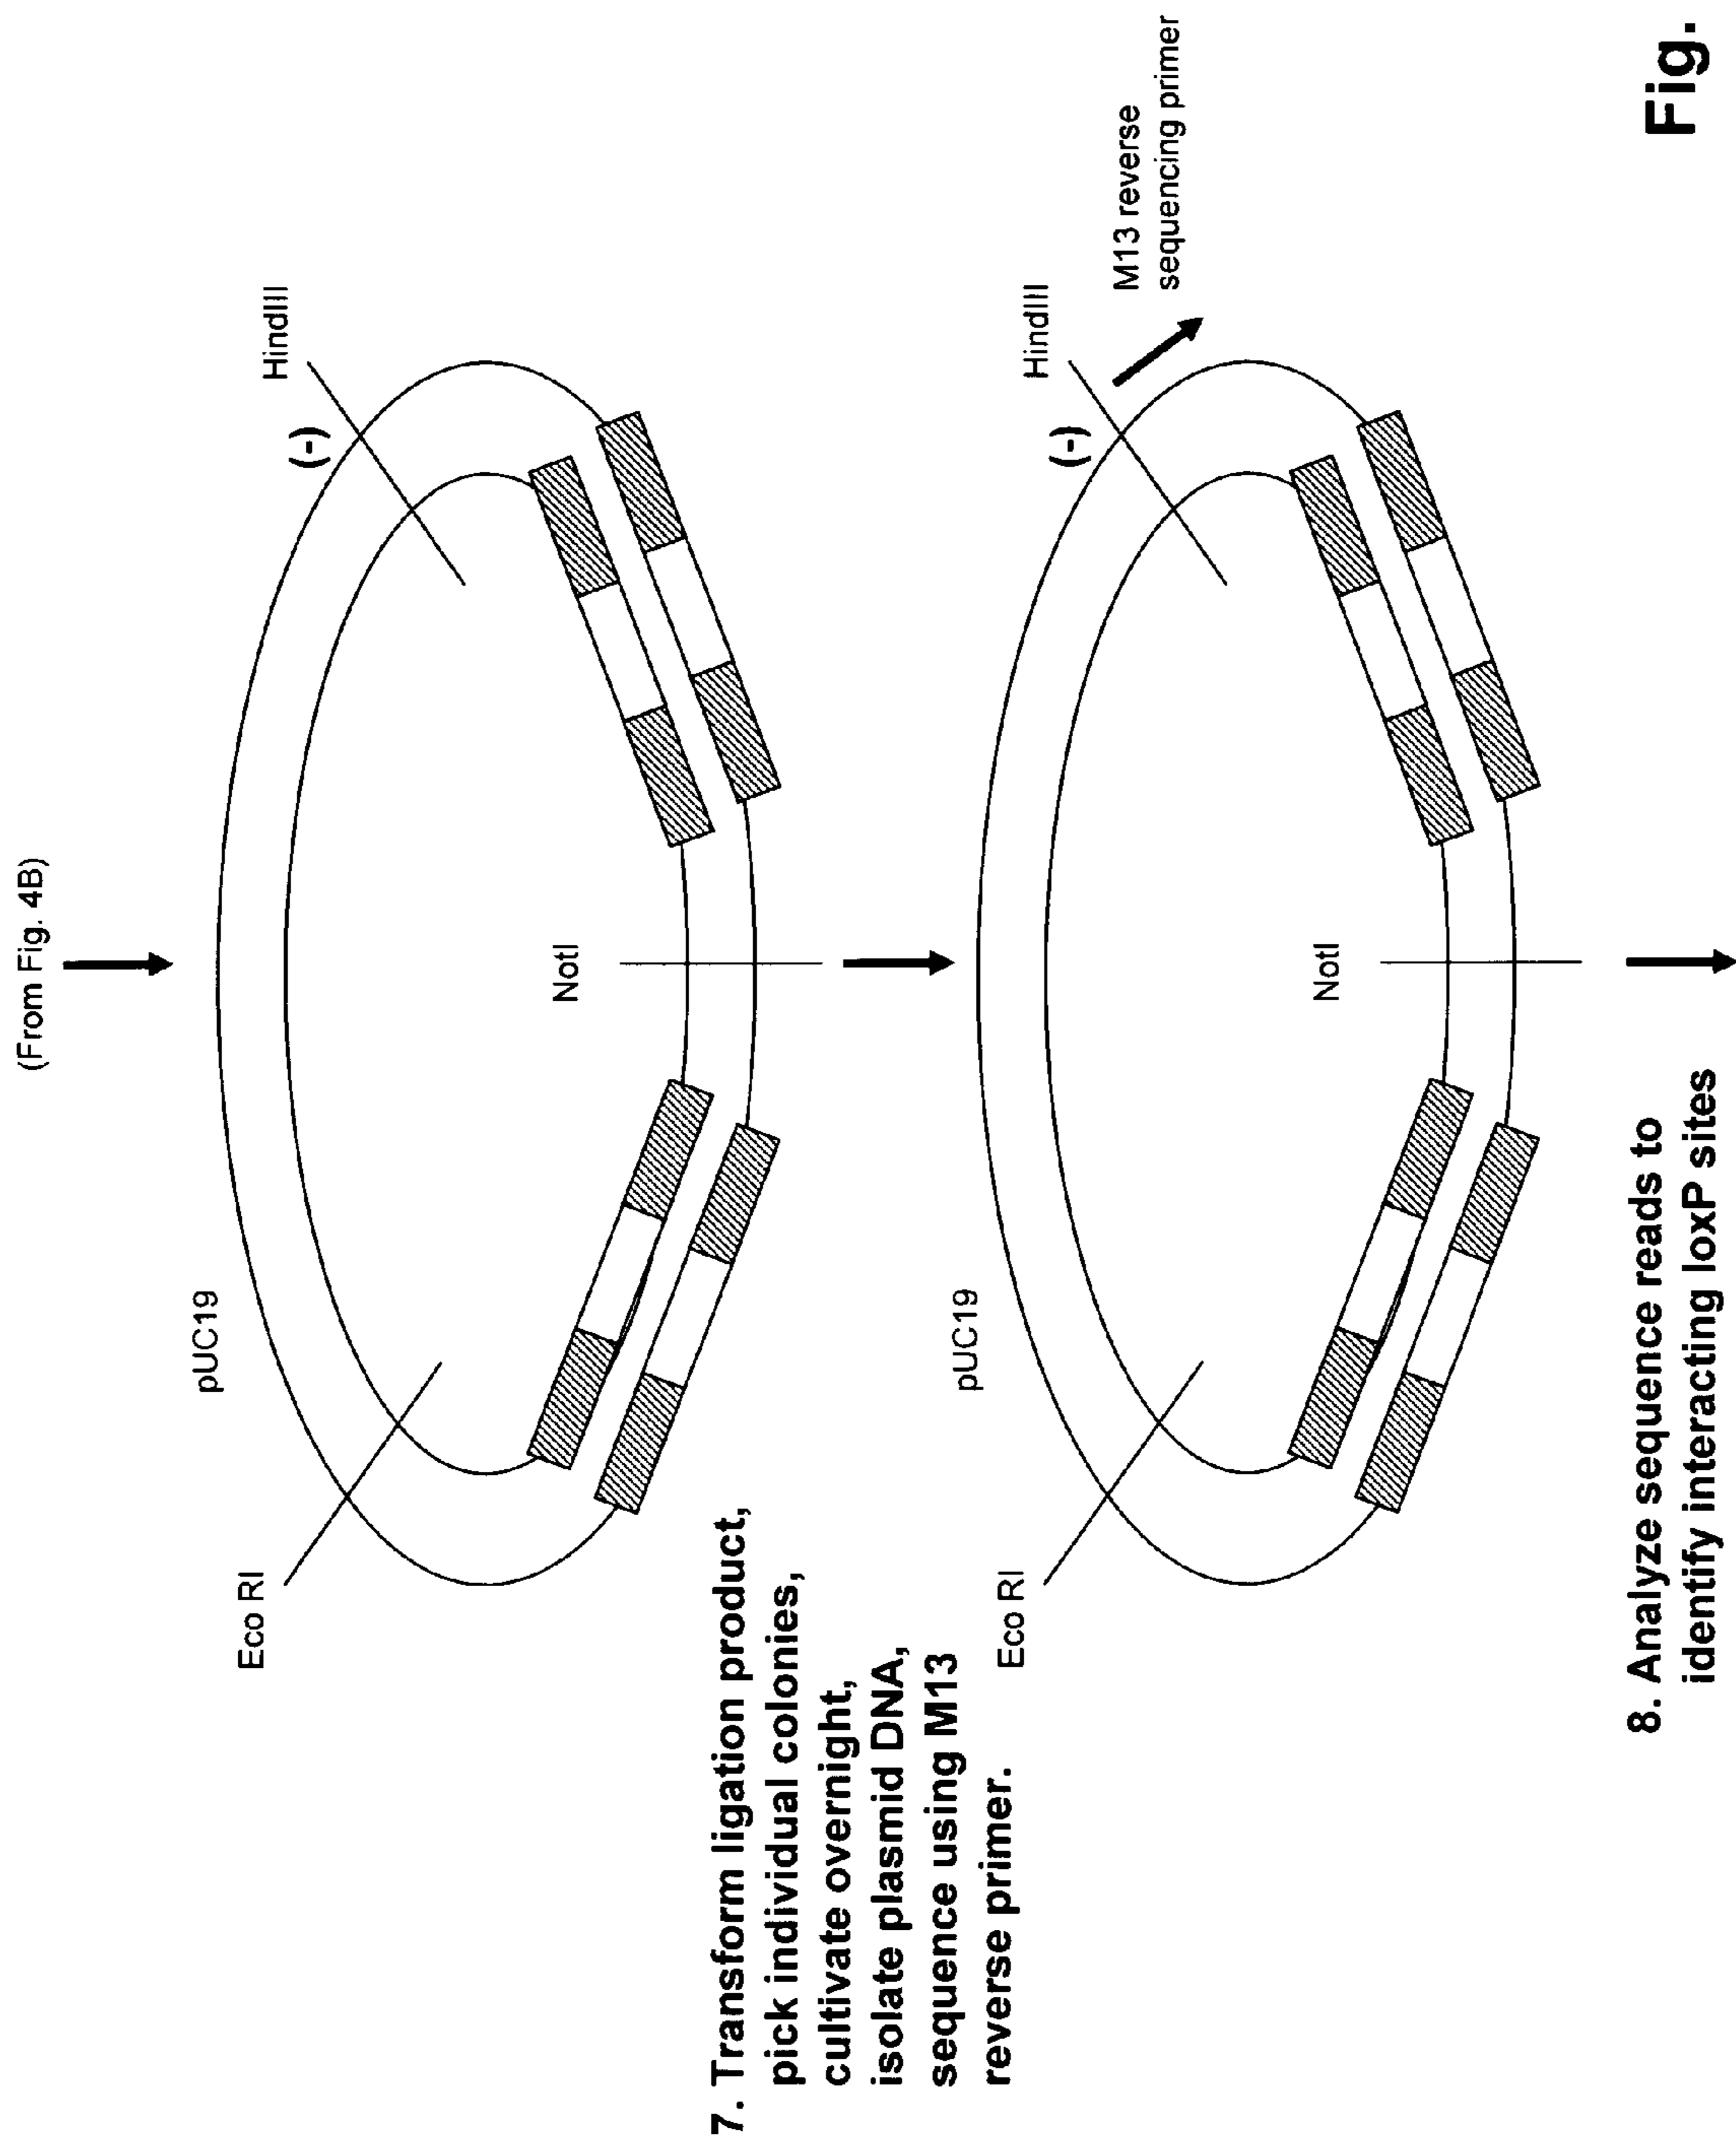 (From Fig. 4B)
pUC19
Eco RI
HindIII
(-)
NotI
7. Transform ligation product,
pick individual colonies,
cultivate overnight,
isolate plasmid DNA,
sequence using M13
reverse primer.
pUC19
Eco RI
HindIII
(-)
M13 reverse
sequencing primer
NotI
8. Analyze sequence reads to
identify interacting loxP sites
Fig.